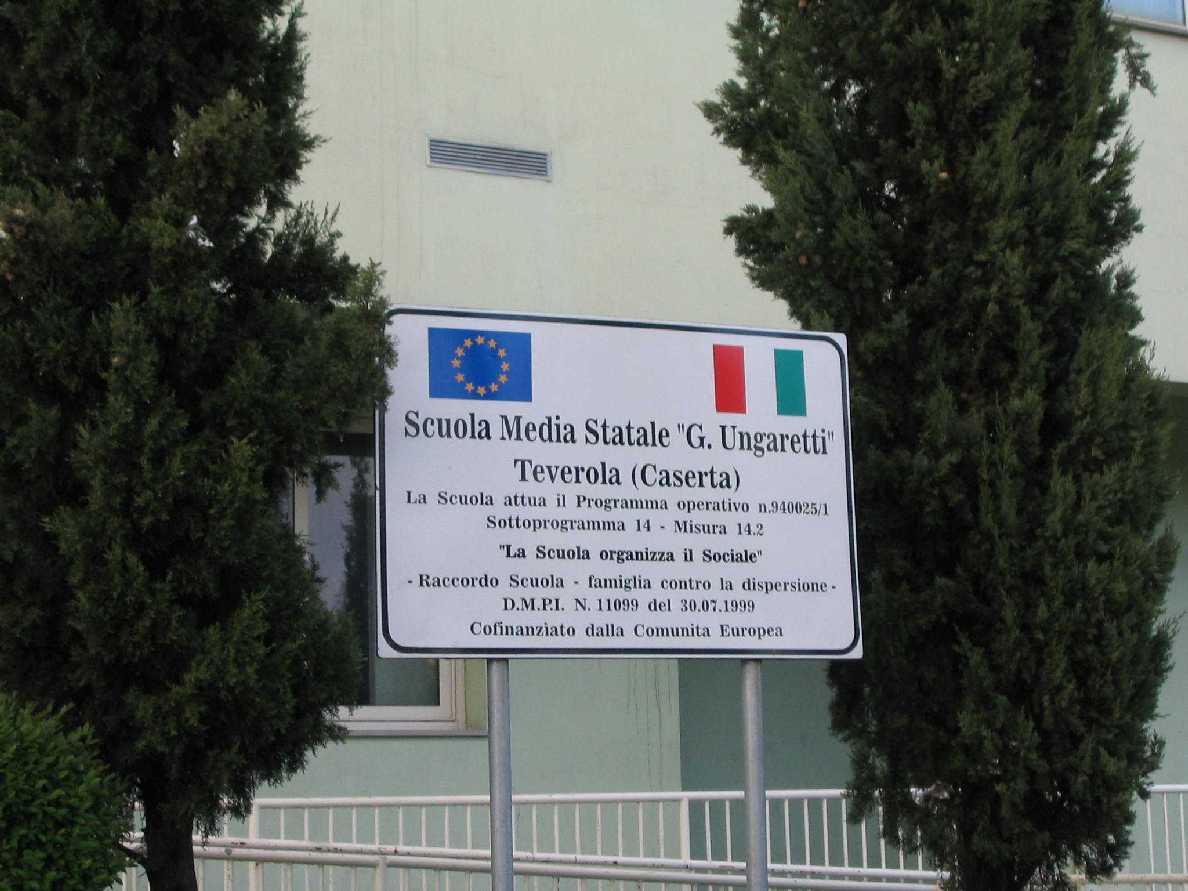 Scuola Media Statale "G. Ungaretti"
Teverola (Caserta)
La Scuola attua il Programma operativo n.940025/1
Sottoprogramma 14 - Misura 14.2
"La Scuola organizza il Sociale"
- Raccordo Scuola - famiglia contro la dispersione -
D.M.P.I. N. 11099 del 30.07.1999
Cofinanziato dalla Comunita Europea